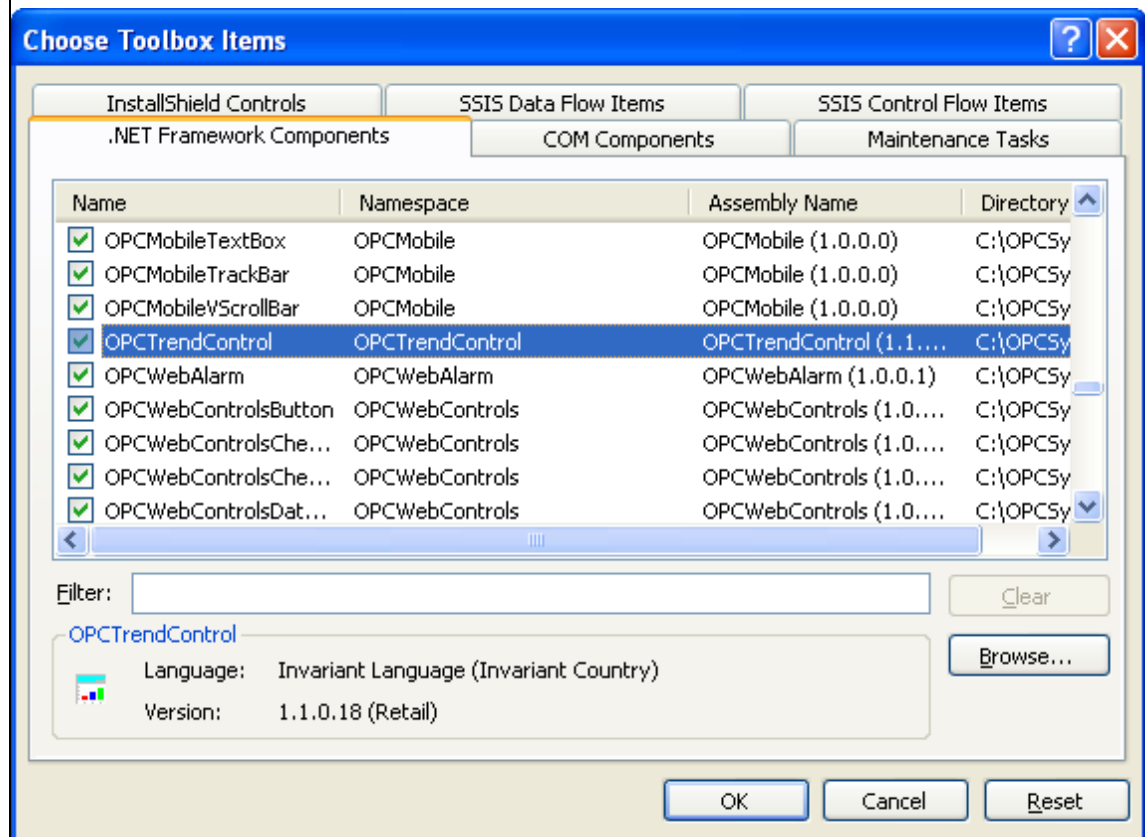 Choose Toolbox Items
InstallShield Controls SSIS Data Flow Items SSIS Control Flow Items
.NET Framework Components COM Components Maintenance Tasks
Name Namespace Assembly Name Directory
OPCMobileTextBox OPCMobile OPCMobile (1.0.0.0) C:\OPCSy
OPCMobileTrackBar OPCMobile OPCMobile (1.0.0.0) C:\OPCSy
OPCMobileVScrollBar OPCMobile OPCMobile (1.0.0.0) C:\OPCSy
OPCTrendControl OPCTrendControl OPCTrendControl (1.1.... C:\OPCSy
OPCWebAlarm OPCWebAlarm OPCWebAlarm (1.0.0.1) C:\OPCSy
OPCWebControlsButton OPCWebControls OPCWebControls (1.0.... C:\OPCSy
OPCWebControlsChe... OPCWebControls OPCWebControls (1.0.... C:\OPCSy
OPCWebControlsChe... OPCWebControls OPCWebControls (1.0.... C:\OPCSy
OPCWebControlsDat... OPCWebControls OPCWebControls (1.0.... C:\OPCSy
Filter: Clear
OPCTrendControl
Browse...
Language: Invariant Language (Invariant Country)
Version: 1.1.0.18 (Retail)
OK Cancel Reset